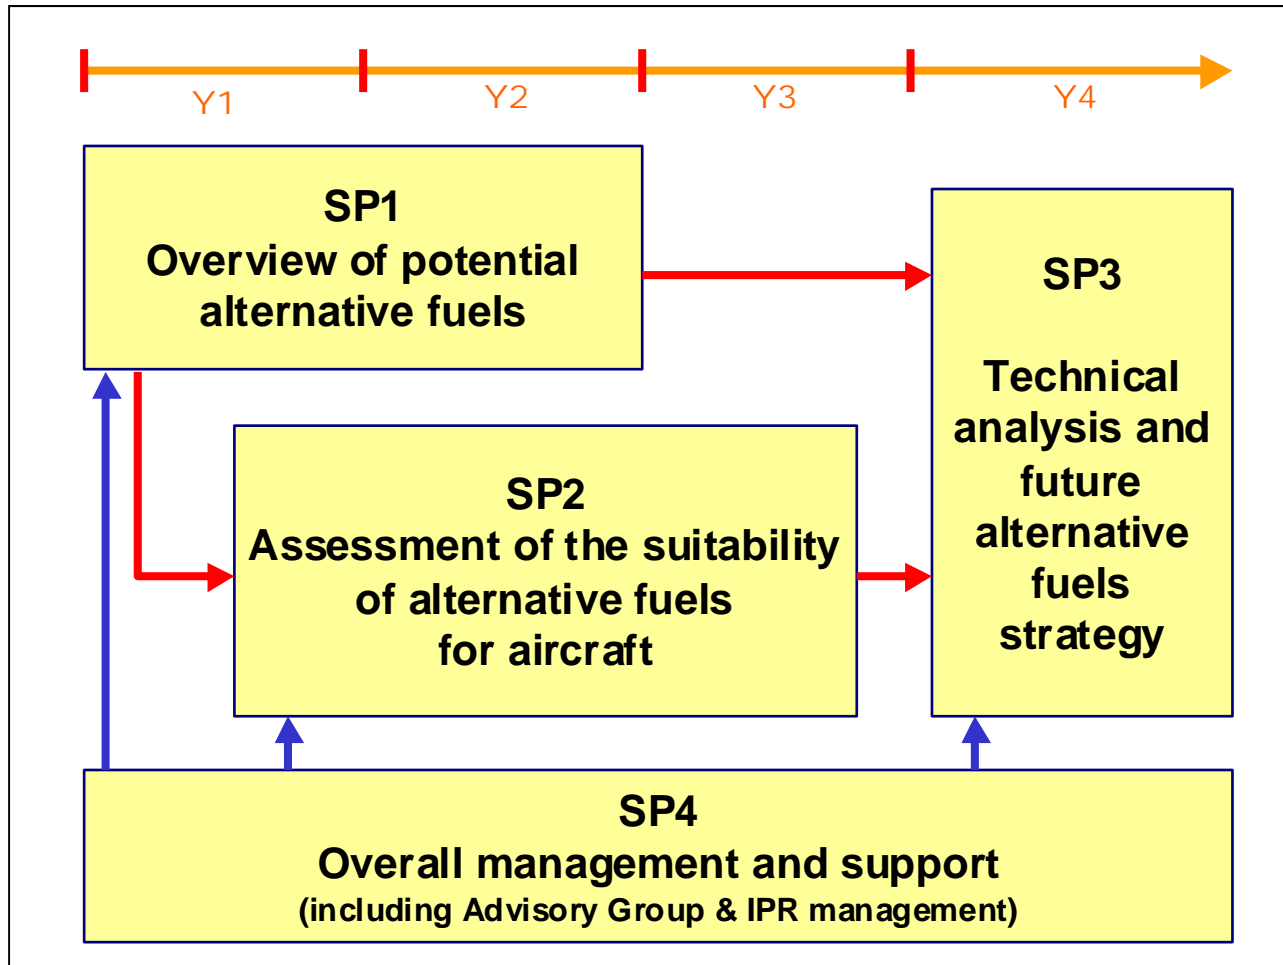 Y1
Y2
Y3
Y4
SP1
Overview of potential
alternative fuels
SP2
Assessment of the suitability
of alternative fuels
for aircraft
SP3
Technical
analysis and
future
alternative
fuels
strategy
SP4
Overall management and support
(including Advisory Group & IPR management)